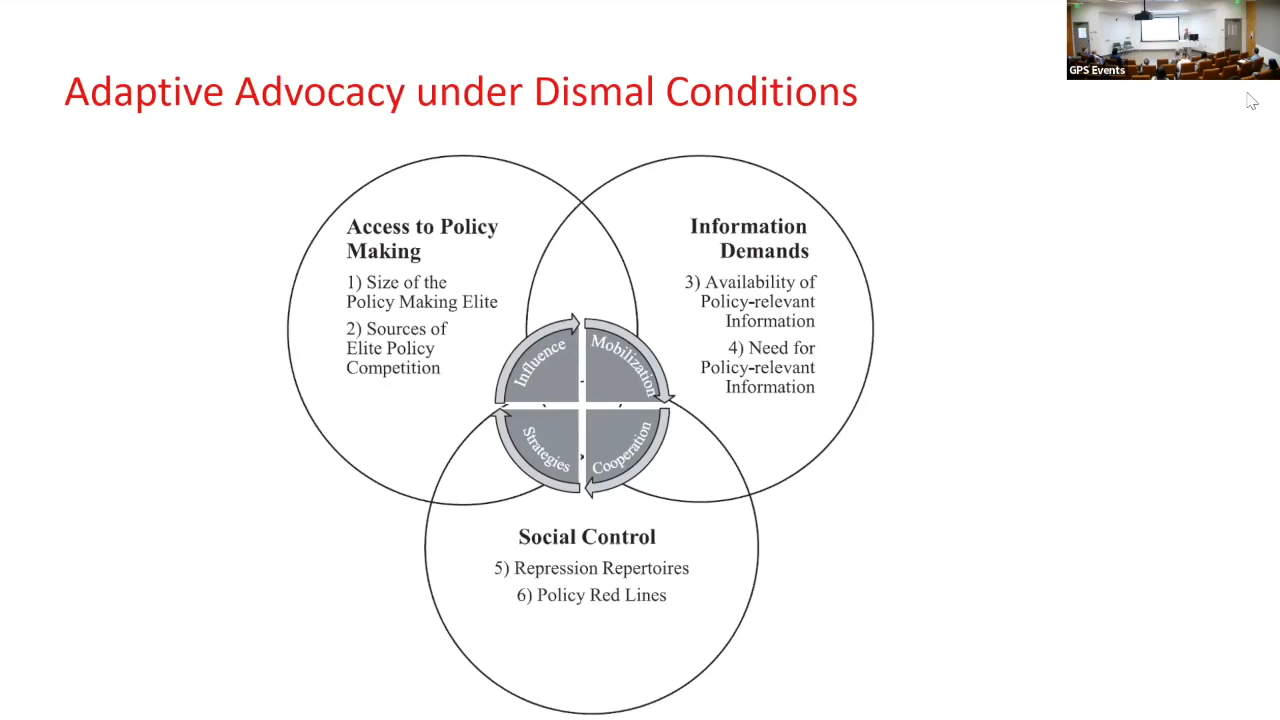 Adaptive Advocacy under Dismal Conditions
GPS Events
Access to Policy
Making
1) Size of the
Policy Making Elite
2) Sources of
Elite Policy
Competition
Information
Demands
3) Availability of
Policy-relevant
Information
4) Need for
Policy-relevant
Information
Influence
Mobilization
Strategies
Cooperation
Social Control
5) Repression Repertoires
6) Policy Red Lines